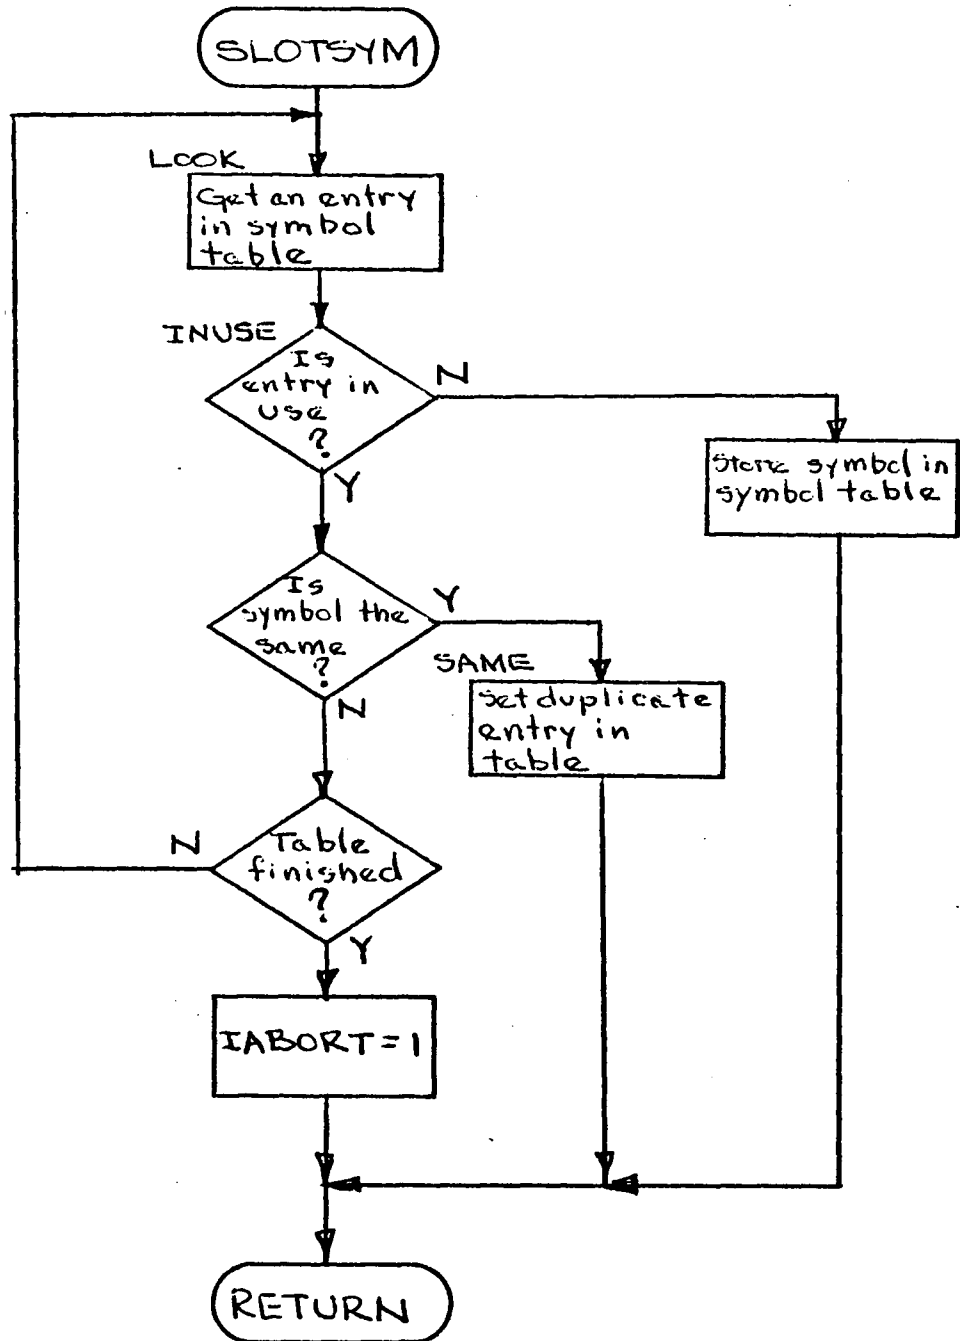 SLOTSYM
LOOK
Get an entry
in symbol
table
INUSE
Is
entry in
use
?
N
Y
Store symbol in
symbol table
Is
symbol the
same
?
Y
N
SAME
Set duplicate
entry in
table
Table
finished
?
N
Y
IABORT = 1
RETURN